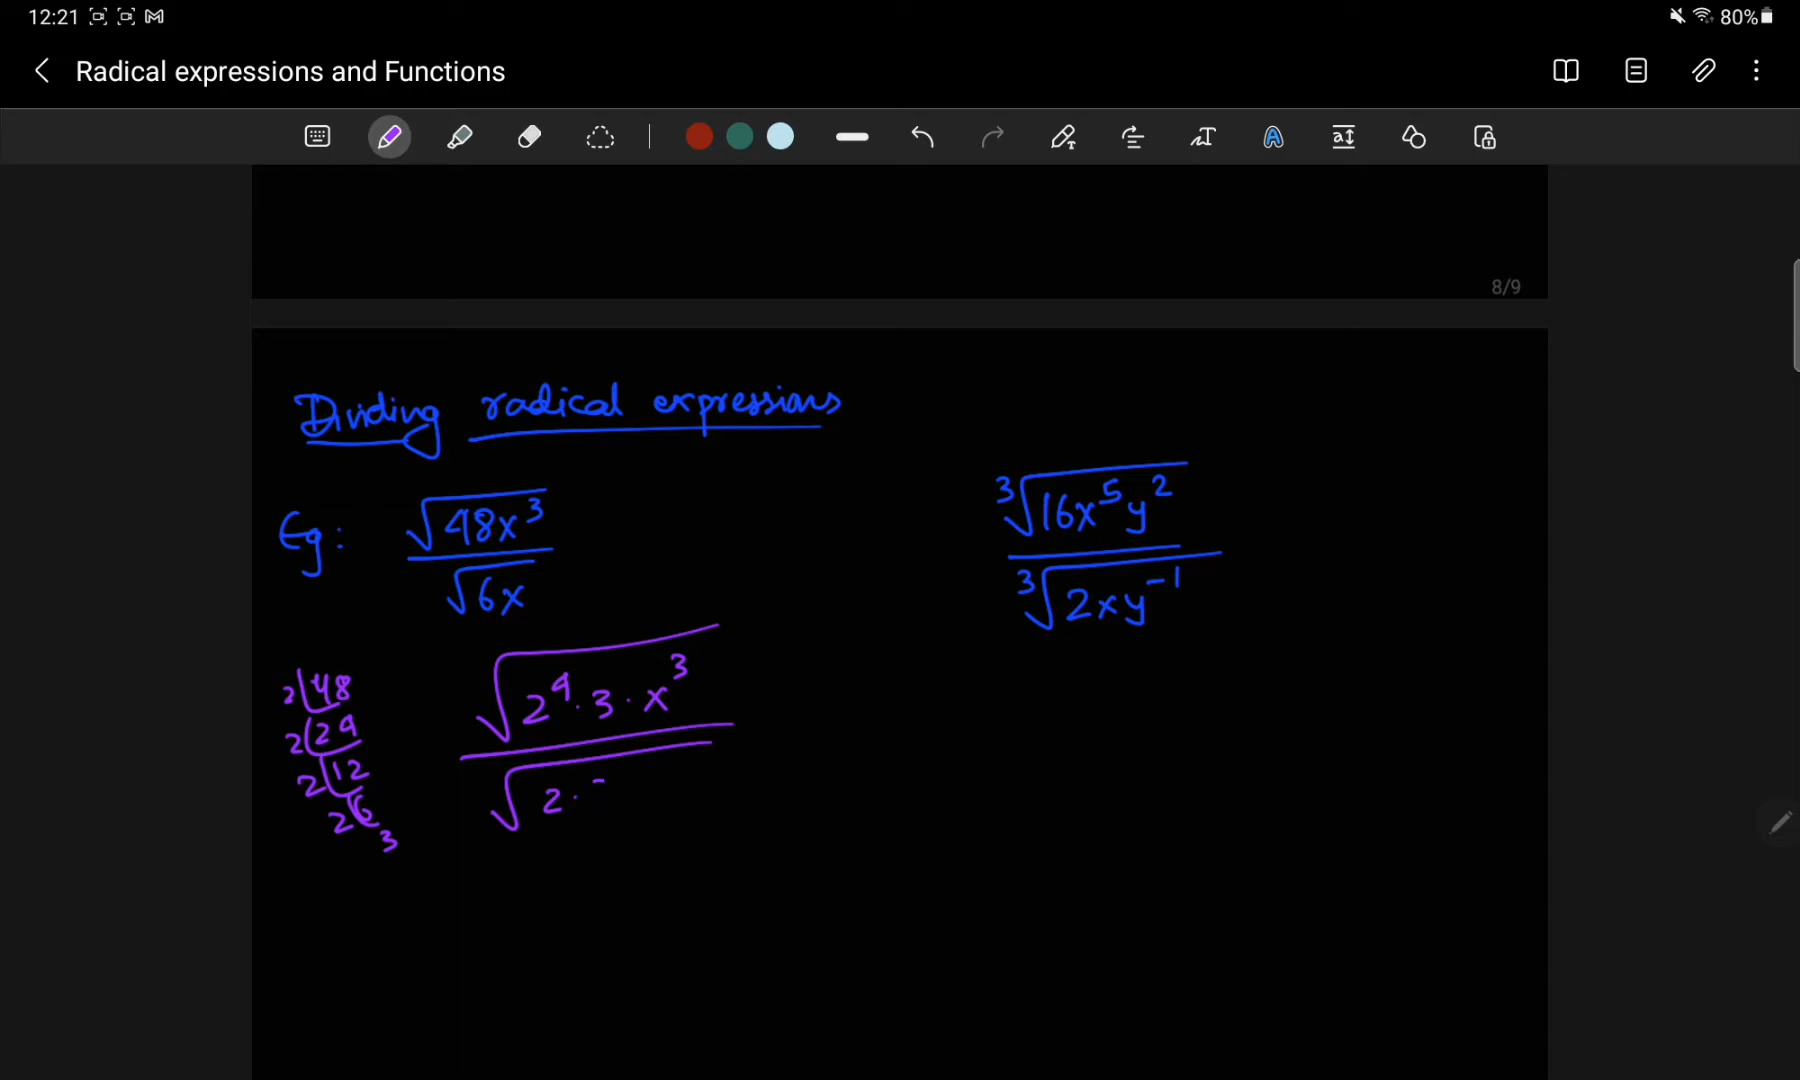 12:21 80%
Radical expressions and Functions
8/9
Dividing radical expressions
Eg: √(48x³) / √(6x)
∛(16x⁵y²) / ∛(2xy⁻¹)
2|48
2|24
2|12
2|6
3
√(2⁴·3·x³) / √(2·